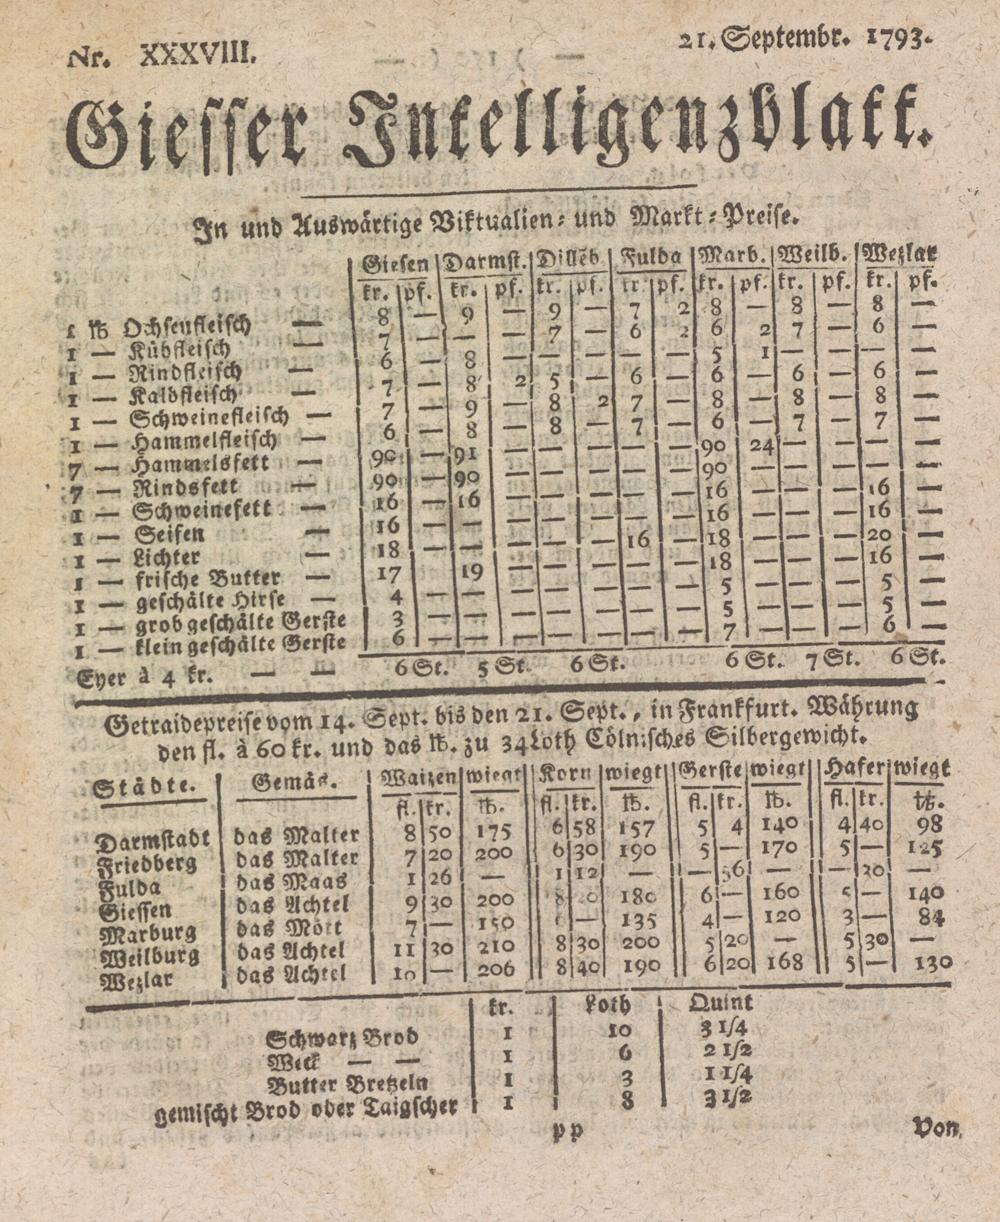 Nr. XXXVIII. 21. Septembr. 1793.
Giesser Intelligenzblatt.
In und Auswärtige Viktualien- und Markt-Preise.
Giesen Darmst. Dillēb. Fulda Marb. Weilb. Wezlar
kr. pf. kr. pf. kr. pf. kr. pf. kr. pf. kr. pf. kr. pf.
1 ℔ Ochsenfleisch — 8 — 9 — 9 — 7 2 8 — 8 — 8 —
1 — Kühfleisch — 7 — — — 7 — 6 2 6 2 7 — 6 —
1 — Rindfleisch — 6 — 8 — — — — — 5 1 — — — —
1 — Kalbfleisch — 7 — 8 2 5 — 6 — 6 — 6 — 6 —
1 — Schweinefleisch — 7 — 9 — 8 2 7 — 8 — 8 — 8 —
1 — Hammelfleisch — 6 — 8 — 8 — 7 — 6 — 7 — 7 —
7 — Hammelsfett — 90 — 91 — — — — — 90 24 — — — —
7 — Rindsfett — 90 — 90 — — — — — 90 — — — — —
1 — Schweinefett — 16 — 16 — — — — — 16 — — — 16 —
1 — Seifen — 16 — — — — — — — 16 — — — 16 —
1 — Lichter — 18 — — — — — 16 — 18 — — — 20 —
1 — frische Butter — 17 — 19 — — — — — 18 — — — 16 —
1 — geschälte Hirse — 4 — — — — — — — 5 — — — 5 —
1 — grob geschälte Gerste 3 — — — — — — — 5 — — — 5 —
1 — klein geschälte Gerste 6 — — — — — — — 7 — — — 6 —
Eyer à 4 kr. — — 6 St. 5 St. 6 St. 6 St. 7 St. 6 St.
Getraidepreise vom 14. Sept. bis den 21. Sept., in Frankfurt. Währung
den fl. à 60 kr. und das ℔. zu 34 Loth Cölnisches Silbergewicht.
Städte. Gemäs. Waizen wiegt Korn wiegt Gerste wiegt Hafer wiegt
fl. kr. ℔. fl. kr. ℔. fl. kr. ℔. fl. kr. ℔.
Darmstadt das Malter 8 50 175 6 58 157 5 4 140 4 40 98
Friedberg das Malter 7 20 200 6 30 190 5 — 170 5 — 125
Fulda das Maas 1 26 — 1 12 — — 56 — — 30 —
Giessen das Achtel 9 30 200 8 180 6 — 160 5 — 140
Marburg das Mött 7 — 150 — 135 4 — 120 3 — 84
Weilburg das Achtel 11 30 210 8 30 200 5 20 — 5 30 —
Wezlar das Achtel 10 — 206 8 40 190 6 20 168 5 — 130
kr. Loth Quint
Schwarz Brod 1 10 3 1/4
Weck — — 1 6 2 1/2
Butter Bretzeln 1 3 1 1/4
gemischt Brod oder Taigscher 1 8 3 1/2
pp Von